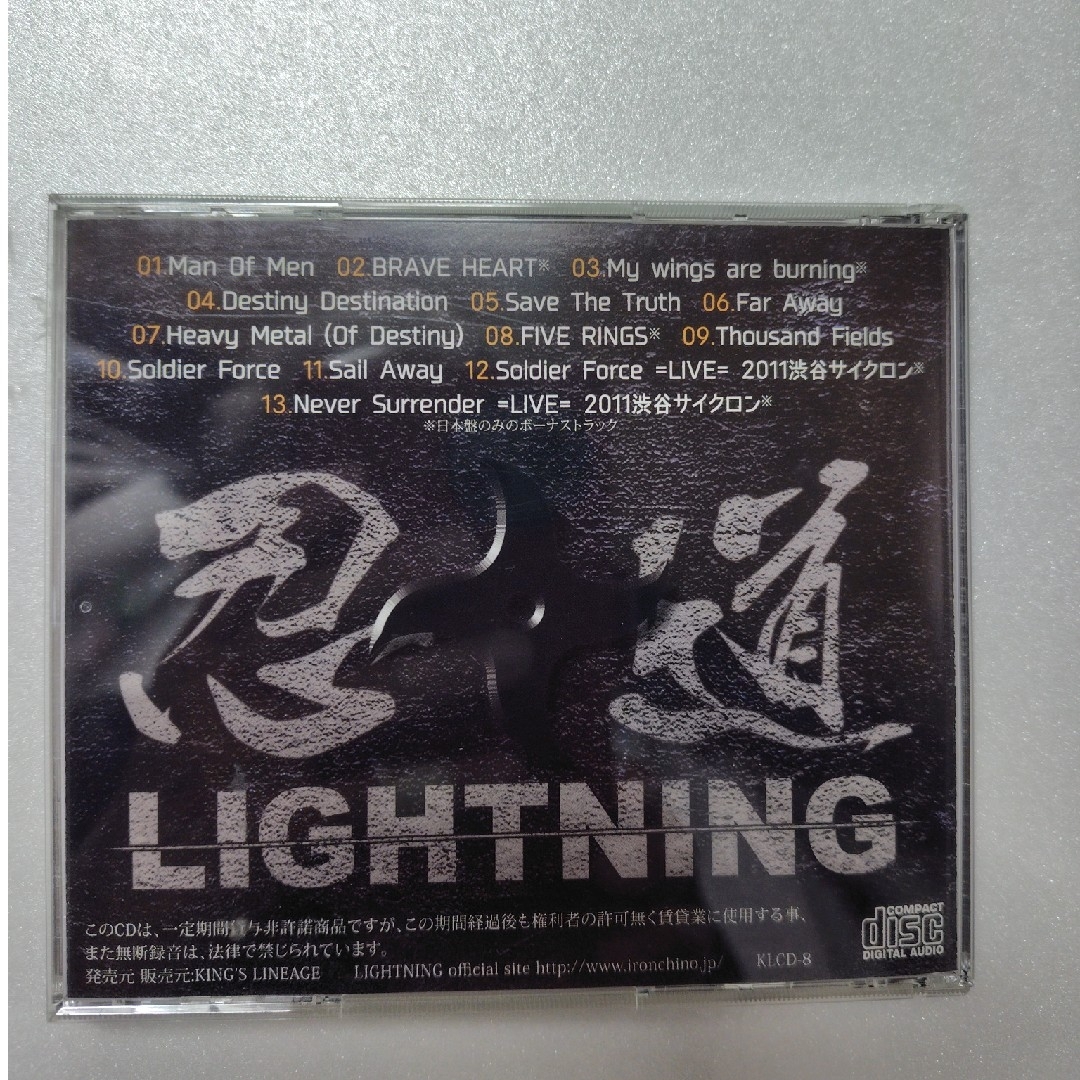 01.Man Of Men 02.BRAVE HEART※ 03.My wings are burning※
04.Destiny Destination 05.Save The Truth 06.Far Away
07.Heavy Metal (Of Destiny) 08.FIVE RINGS※ 09.Thousand Fields
10.Soldier Force 11.Sail Away 12.Soldier Force =LIVE= 2011渋谷サイクロン※
13.Never Surrender =LIVE= 2011渋谷サイクロン※
※日本盤のみのボーナストラック
忍道
LIGHTNING
このCDは、一定期間貸与非許諾商品ですが、この期間経過後も権利者の許可無く賃貸業に使用する事、
また無断録音は、法律で禁じられています。
発売元 販売元:KING'S LINEAGE LIGHTNING official site http://www.ironchino.jp/ KLCD-8
COMPACT
disc
DIGITAL AUDIO